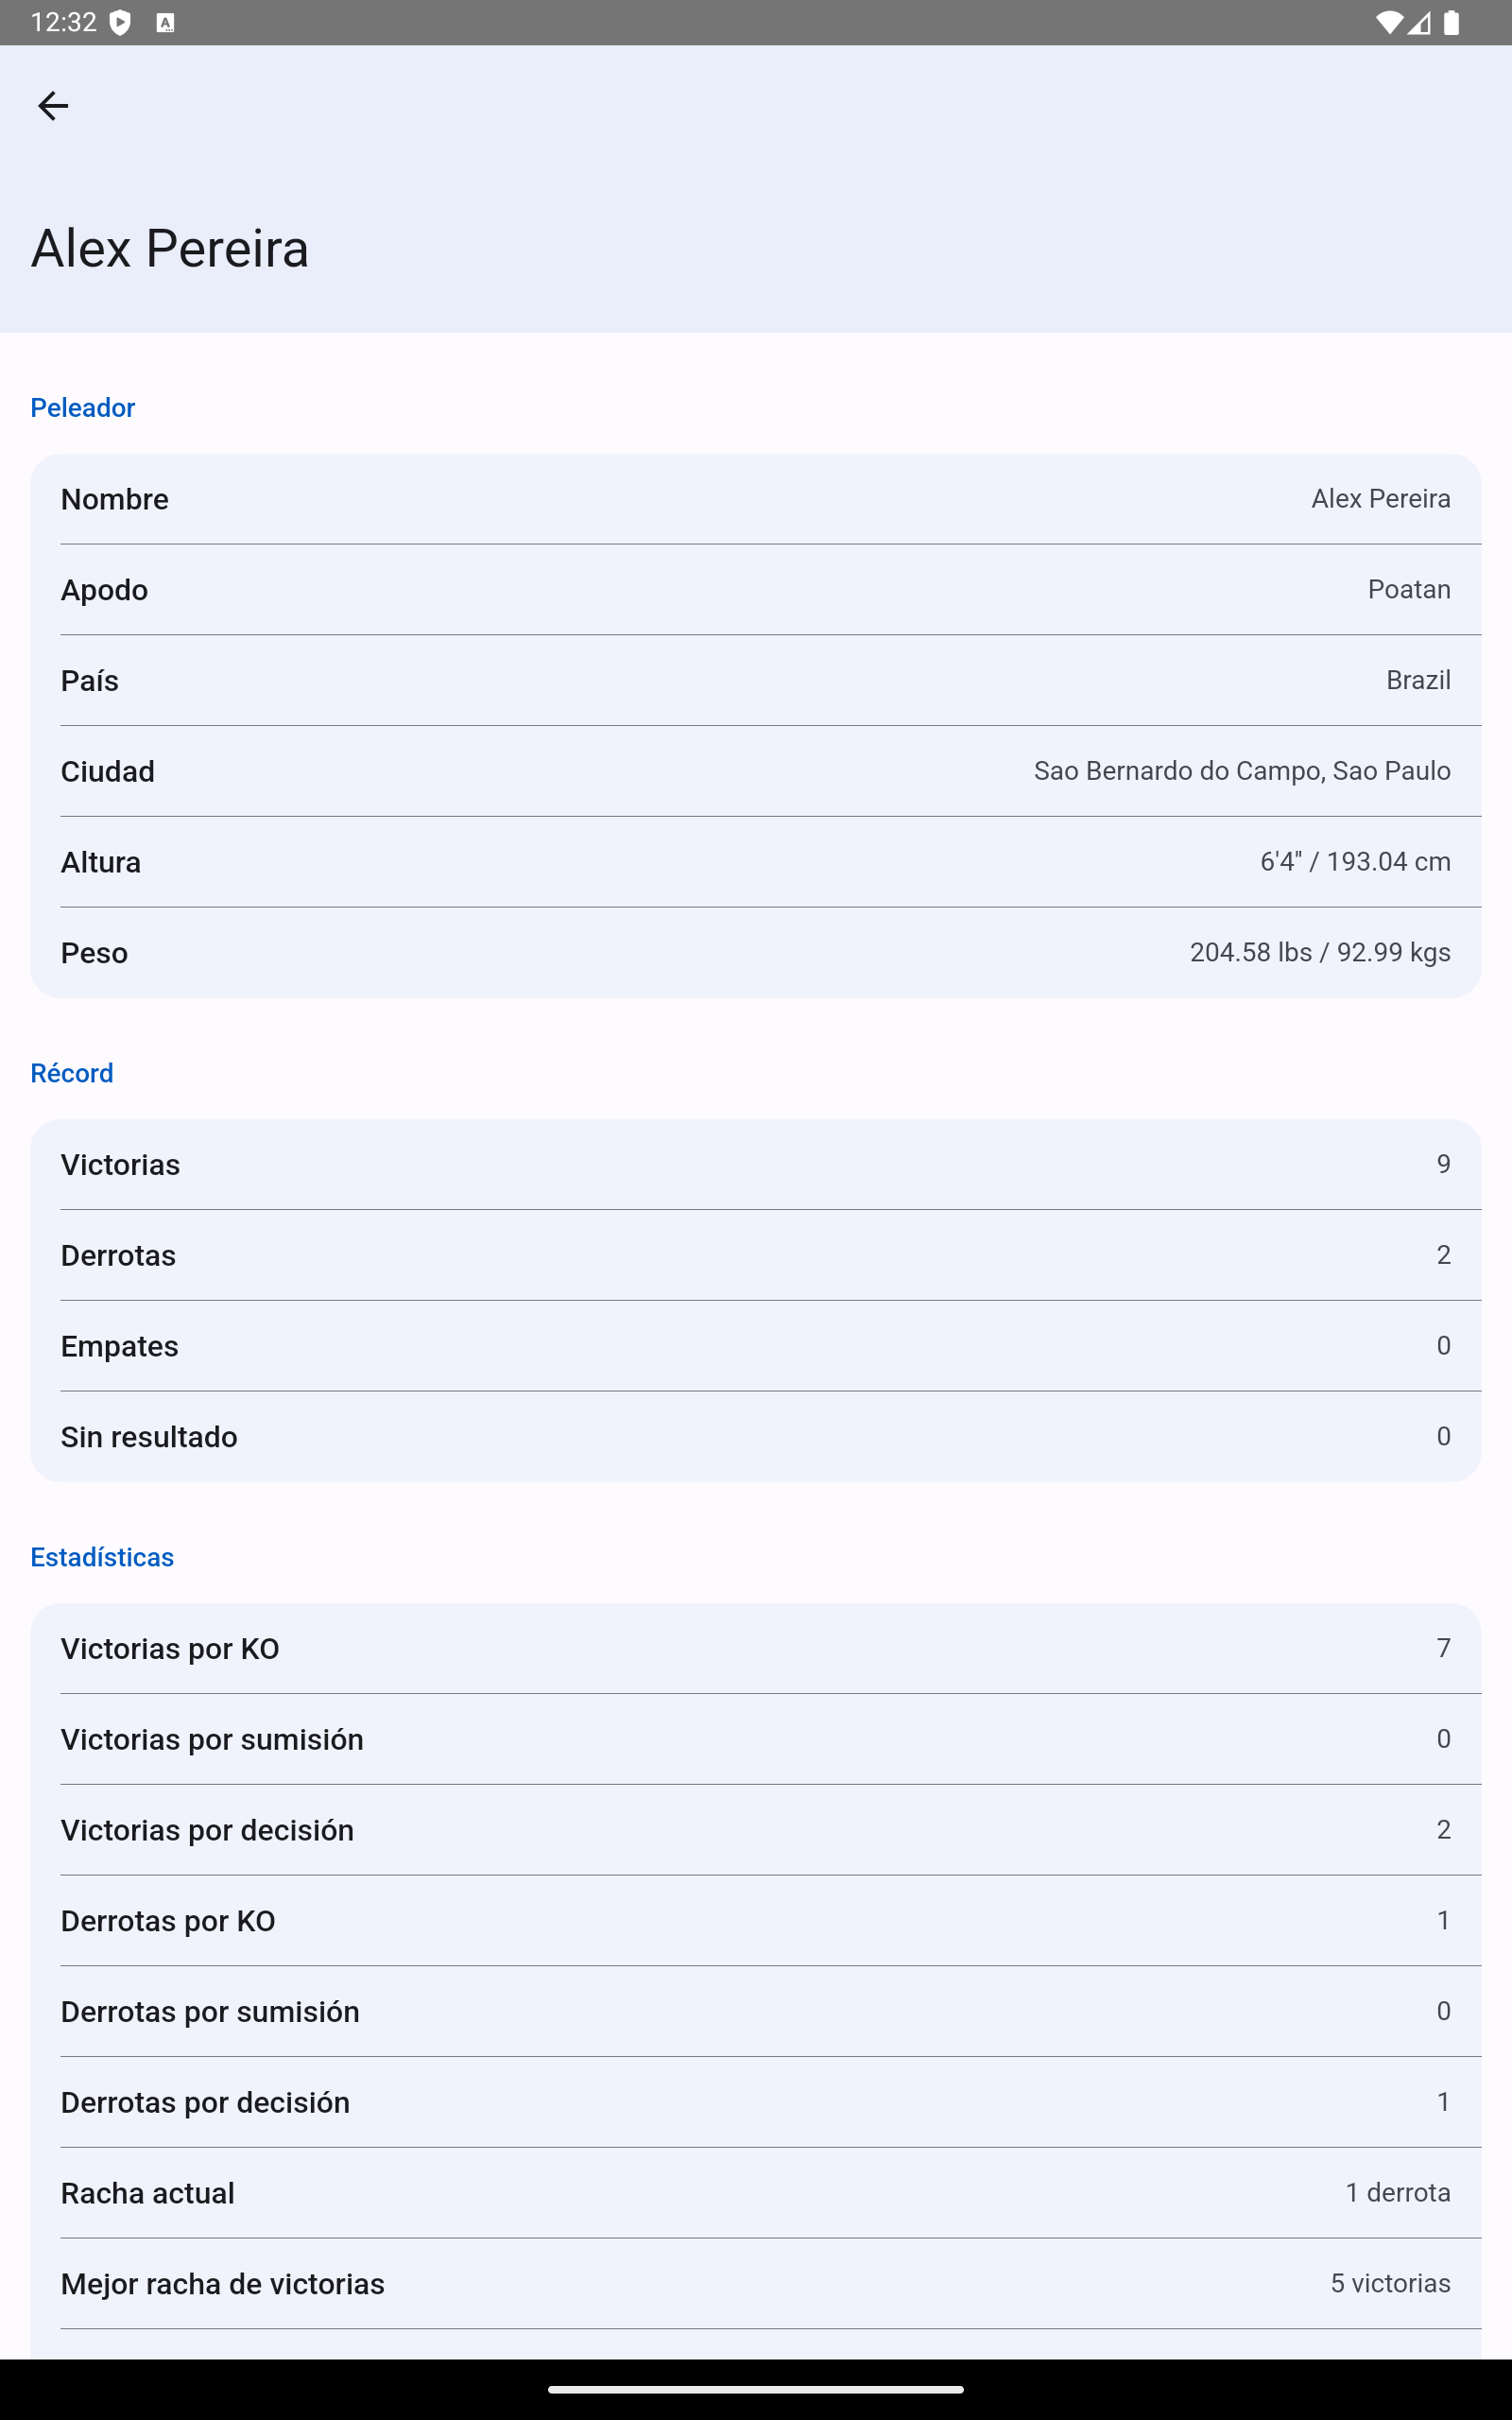 12:32
Alex Pereira
Peleador
Nombre Alex Pereira
Apodo Poatan
País Brazil
Ciudad Sao Bernardo do Campo, Sao Paulo
Altura 6'4" / 193.04 cm
Peso 204.58 lbs / 92.99 kgs
Récord
Victorias 9
Derrotas 2
Empates 0
Sin resultado 0
Estadísticas
Victorias por KO 7
Victorias por sumisión 0
Victorias por decisión 2
Derrotas por KO 1
Derrotas por sumisión 0
Derrotas por decisión 1
Racha actual 1 derrota
Mejor racha de victorias 5 victorias